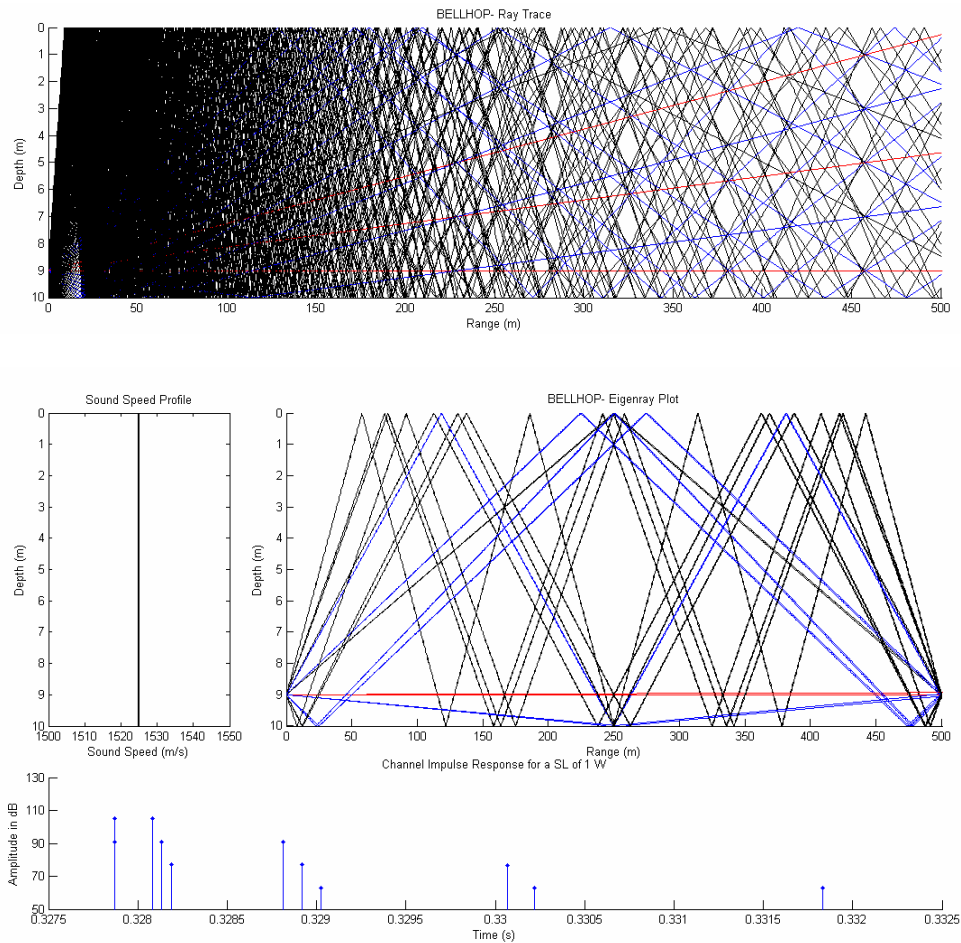 BELLHOP- Ray Trace
Depth (m)
0
1
2
3
4
5
6
7
8
9
10
0 50 100 150 200 250 300 350 400 450 500
Range (m)
Sound Speed Profile
Depth (m)
0
1
2
3
4
5
6
7
8
9
10
1500 1510 1520 1530 1540 1550
Sound Speed (m/s)
BELLHOP- Eigenray Plot
Depth (m)
0
1
2
3
4
5
6
7
8
9
10
0 50 100 150 200 250 300 350 400 450 500
Range (m)
Channel Impulse Response for a SL of 1 W
Amplitude in dB
130
110
90
70
50
0.3275 0.328 0.3285 0.329 0.3295 0.33 0.3305 0.331 0.3315 0.332 0.3325
Time (s)